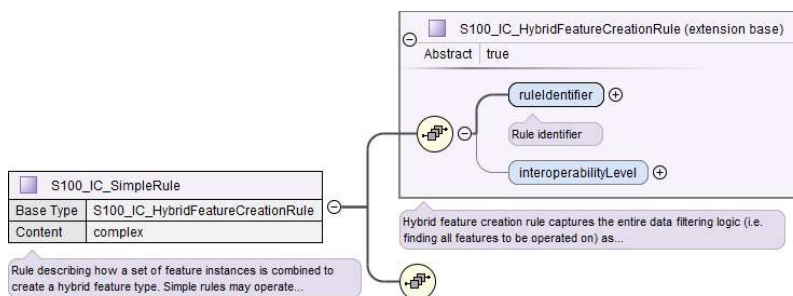 S100_IC_HybridFeatureCreationRule (extension base)
Abstract true
ruleIdentifier
Rule identifier
interoperabilityLevel
Hybrid feature creation rule captures the entire data filtering logic (i.e.
finding all features to be operated on) as...
S100_IC_SimpleRule
Base Type S100_IC_HybridFeatureCreationRule
Content complex
Rule describing how a set of feature instances is combined to
create a hybrid feature type. Simple rules may operate...